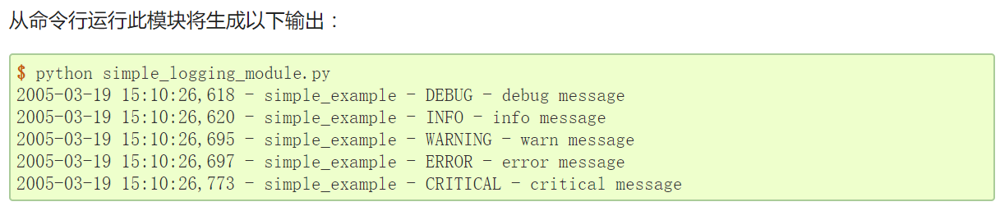 从命令行运行此模块将生成以下输出：
$ python simple_logging_module.py
2005-03-19 15:10:26,618 - simple_example - DEBUG - debug message
2005-03-19 15:10:26,620 - simple_example - INFO - info message
2005-03-19 15:10:26,695 - simple_example - WARNING - warn message
2005-03-19 15:10:26,697 - simple_example - ERROR - error message
2005-03-19 15:10:26,773 - simple_example - CRITICAL - critical message